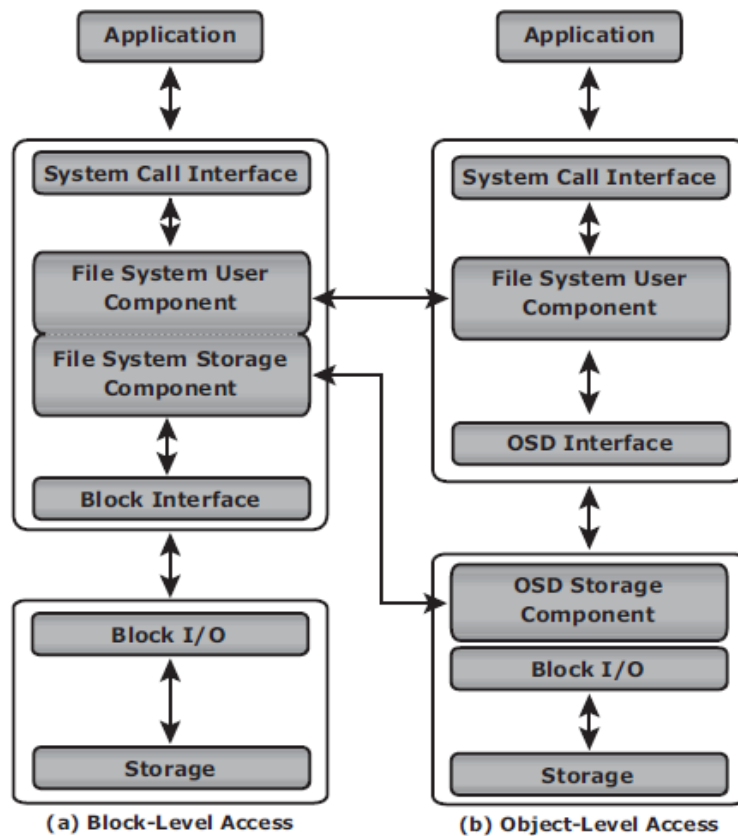 Application
System Call Interface
File System User
Component
File System Storage
Component
Block Interface
Block I/O
Storage
(a) Block-Level Access
Application
System Call Interface
File System User
Component
OSD Interface
OSD Storage
Component
Block I/O
Storage
(b) Object-Level Access